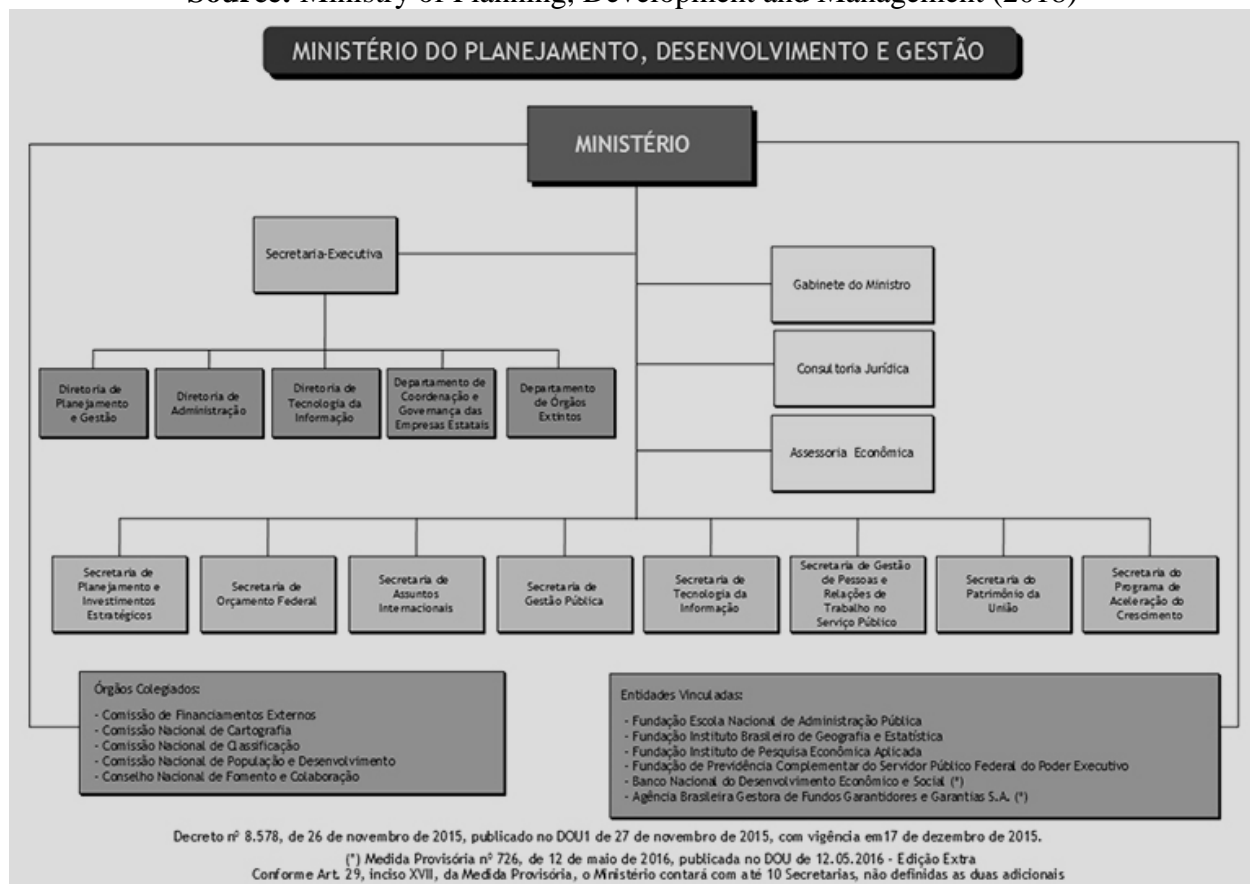 Source: Ministry of Planning, Development and Management (2018)
MINISTÉRIO DO PLANEJAMENTO, DESENVOLVIMENTO E GESTÃO
MINISTÉRIO
Secretaria-Executiva
Gabinete do Ministro
Consultoria Jurídica
Assessoria Econômica
Diretoria de
Planejamento
e Gestão
Diretoria de
Administração
Diretoria de
Tecnologia da
Informação
Departamento de
Coordenação e
Governança das
Empresas Estatais
Departamento
de Órgãos
Extintos
Secretaria de
Planejamento e
Investimentos
Estratégicos
Secretaria de
Orçamento Federal
Secretaria de
Assuntos
Internacionais
Secretaria de
Gestão Pública
Secretaria de
Tecnologia da
Informação
Secretaria de Gestão
de Pessoas e
Relações de
Trabalho no
Serviço Público
Secretaria do
Patrimônio da
União
Secretaria do
Programa de
Aceleração do
Crescimento
Órgãos Colegiados:
- Comissão de Financiamentos Externos
- Comissão Nacional de Cartografia
- Comissão Nacional de Classificação
- Comissão Nacional de População e Desenvolvimento
- Conselho Nacional de Fomento e Colaboração
Entidades Vinculadas:
- Fundação Escola Nacional de Administração Pública
- Fundação Instituto Brasileiro de Geografia e Estatística
- Fundação Instituto de Pesquisa Econômica Aplicada
- Fundação de Previdência Complementar do Servidor Público Federal do Poder Executivo
- Banco Nacional do Desenvolvimento Econômico e Social (*)
- Agência Brasileira Gestora de Fundos Garantidores e Garantias S.A. (*)
Decreto nº 8.578, de 26 de novembro de 2015, publicado no DOU1 de 27 de novembro de 2015, com vigência em17 de dezembro de 2015.
(*) Medida Provisória nº 726, de 12 de maio de 2016, publicada no DOU de 12.05.2016 - Edição Extra
Conforme Art. 29, inciso XVII, da Medida Provisória, o Ministério contará com até 10 Secretarias, não definidas as duas adicionais